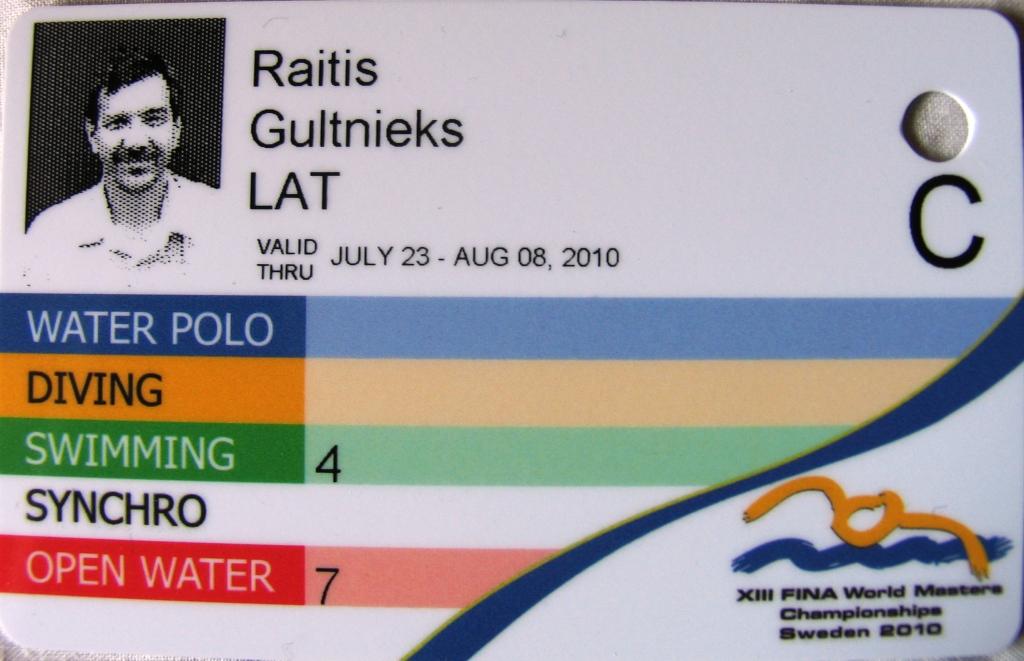 Raitis
Gultnieks
LAT
VALID THRU JULY 23 - AUG 08, 2010
C
WATER POLO
DIVING
SWIMMING 4
SYNCHRO
OPEN WATER 7
XIII FINA World Masters
Championships
Sweden 2010